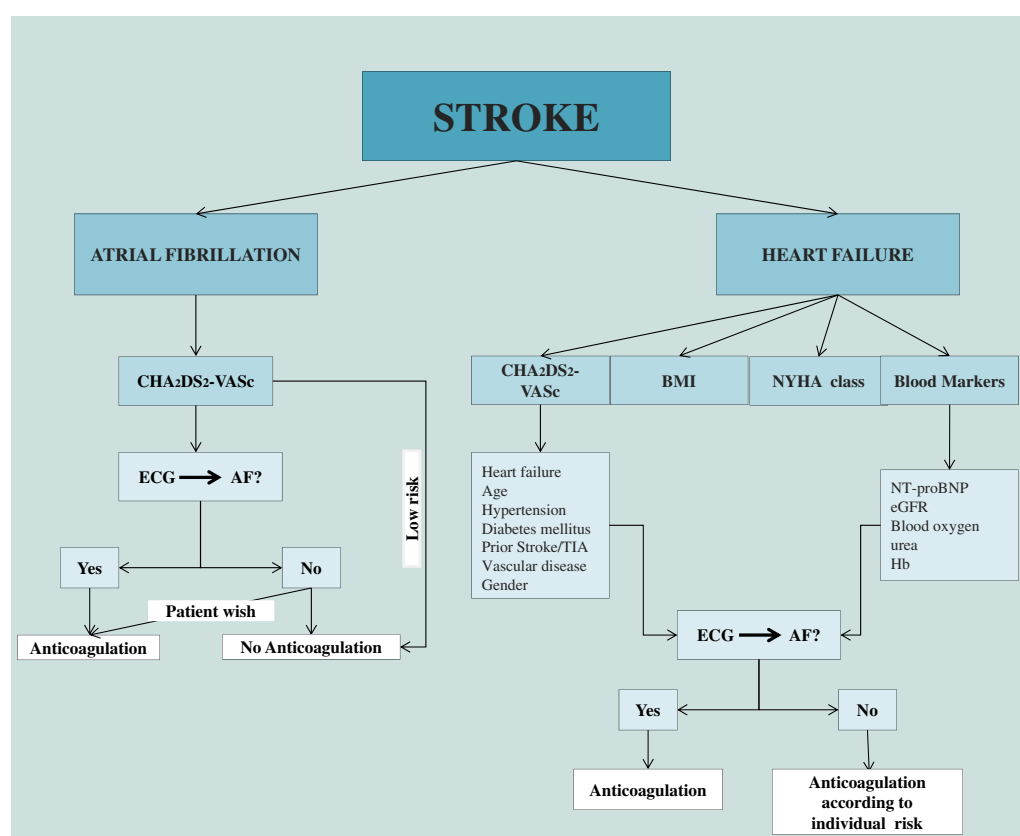 STROKE
ATRIAL FIBRILLATION
HEART FAILURE
CHA₂DS₂-VASc
CHA₂DS₂-
VASc
BMI
NYHA class
Blood Markers
ECG → AF?
Low risk
Heart failure
Age
Hypertension
Diabetes mellitus
Prior Stroke/TIA
Vascular disease
Gender
NT-proBNP
eGFR
Blood oxygen
urea
Hb
Yes
No
Patient wish
Anticoagulation
No Anticoagulation
ECG → AF?
Yes
No
Anticoagulation
Anticoagulation
according to
individual risk